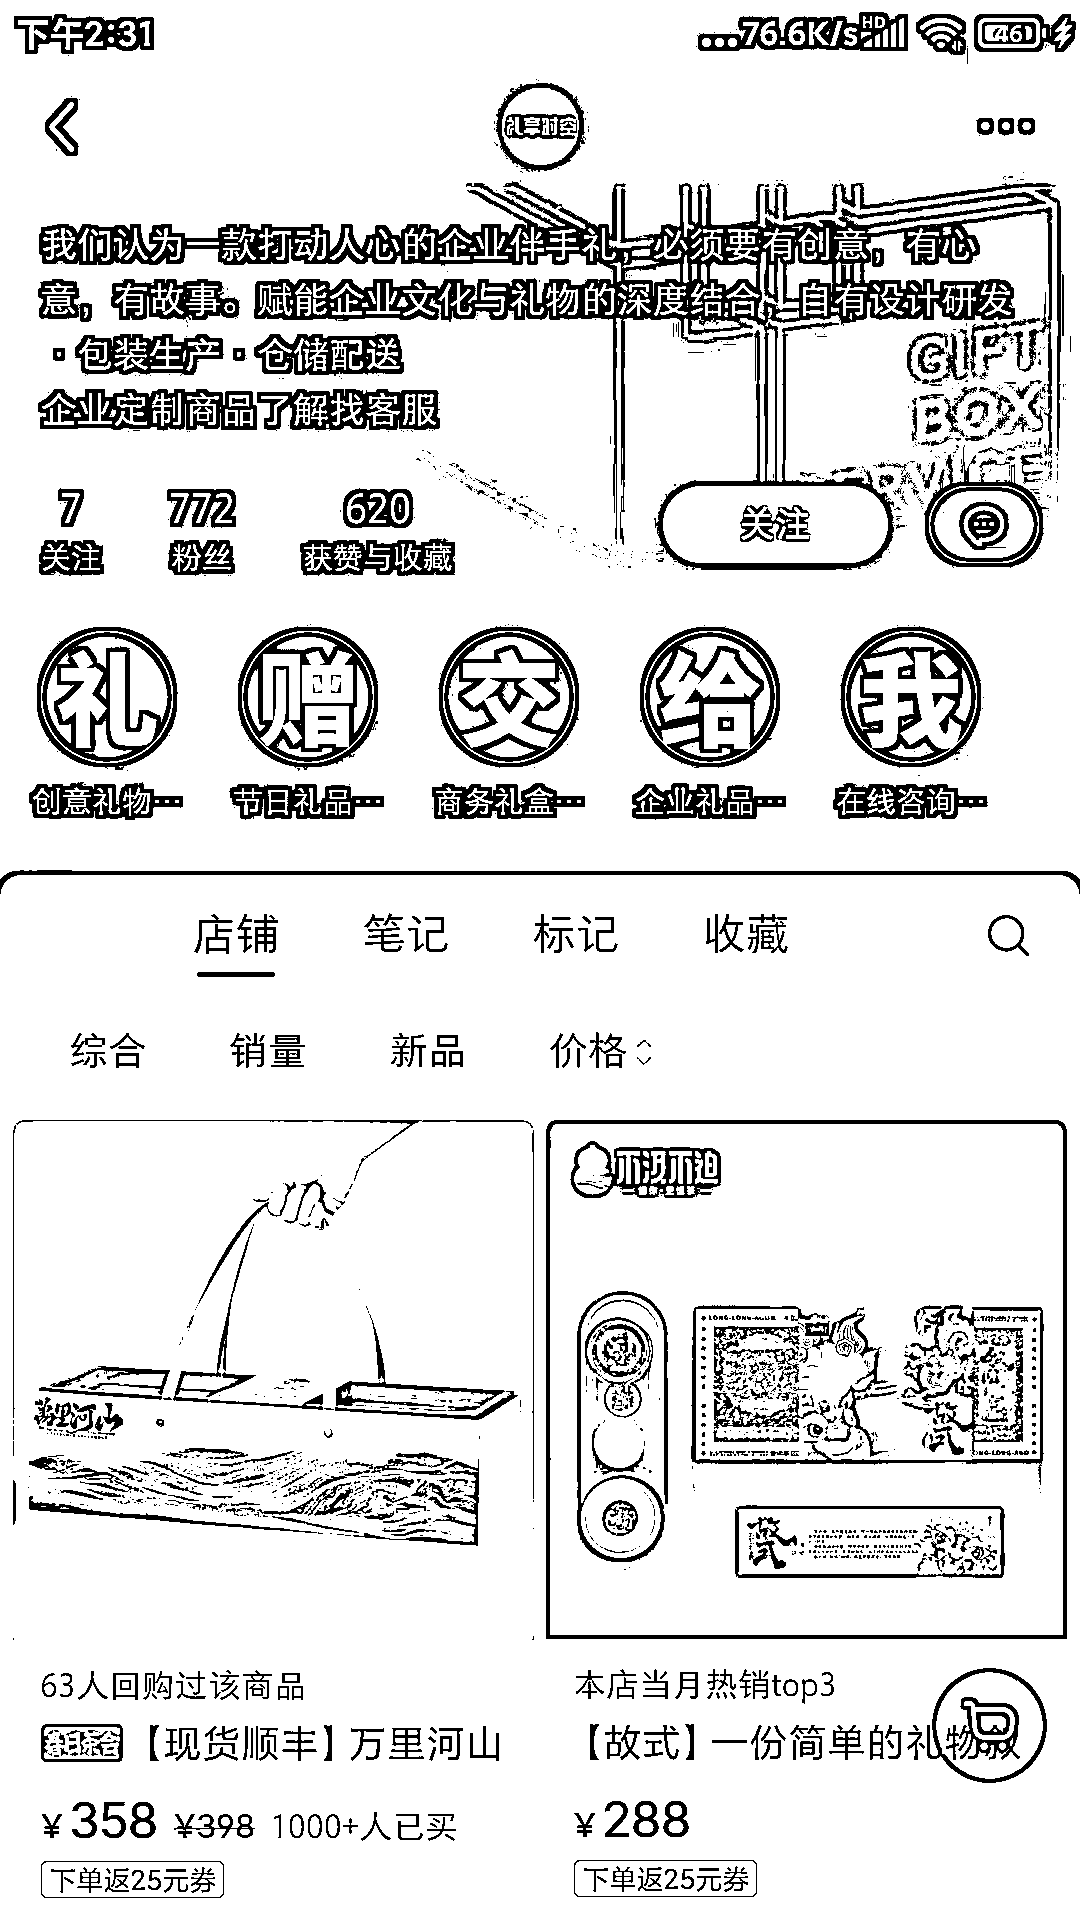 下午2:31
...76.6K/s HD 46
礼享时空
我们认为一款打动人心的企业伴手礼，必须要有创意，有心
意，有故事。赋能企业文化与礼物的深度结合，自有设计研发
·包装生产·仓储配送
企业定制商品了解找客服
GIFT
BOX
SERVICE
7 772 620
关注 粉丝 获赞与收藏
关注
礼 赠 交 给 我
创意礼物… 节日礼品… 商务礼盒… 企业礼品… 在线咨询…
店铺 笔记 标记 收藏
综合 销量 新品 价格
万里河山
故式
63人回购过该商品
【现货顺丰】万里河山
¥358 ¥398 1000+人已买
下单返25元券
本店当月热销top3
【故式】一份简单的礼物叙
¥288
下单返25元券